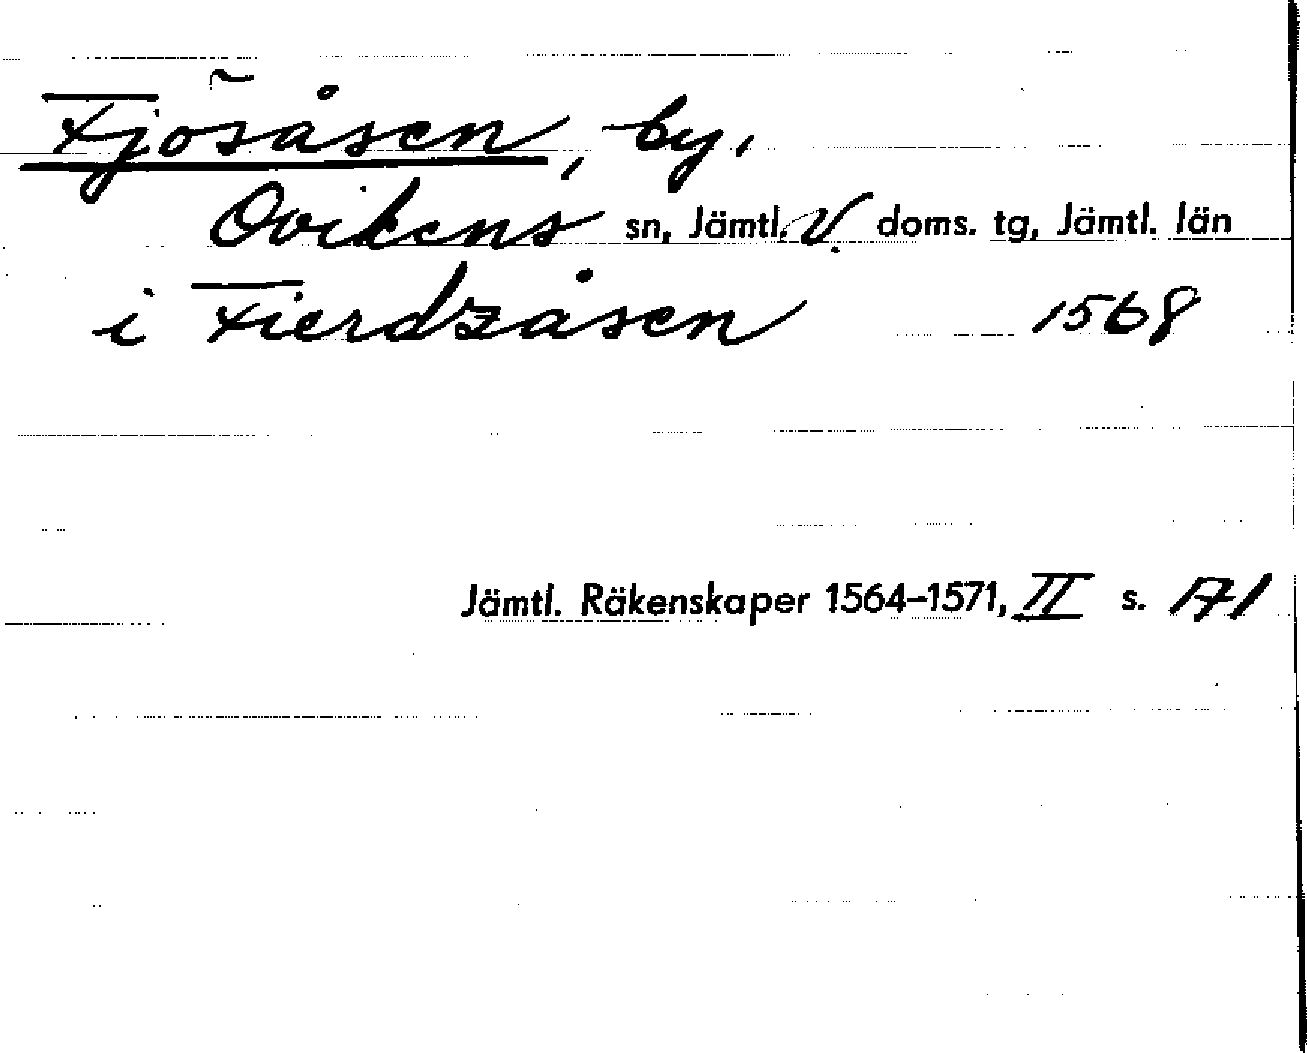 Fjösåsen, by,
Ovikens sn, Jämtl. V. doms. tg, Jämtl. län
i Fierdzåsen 1568
Jämtl. Räkenskaper 1564-1571, II s. 171